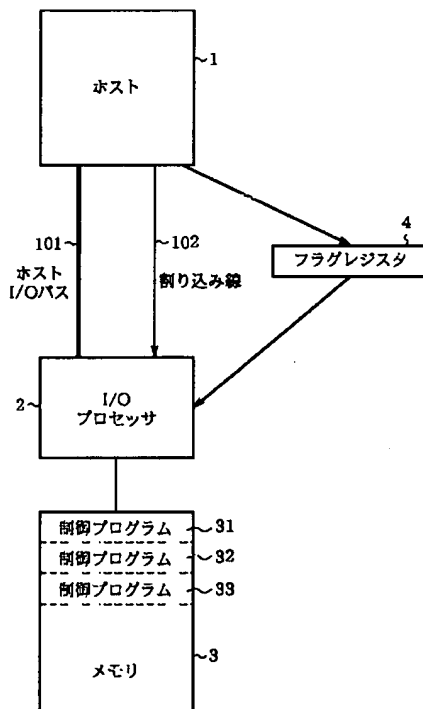 1
ホスト
4
101
102
フラグレジスタ
ホスト
I/Oバス
割り込み線
2
I/O
プロセッサ
制御プログラム
31
制御プログラム
32
制御プログラム
33
メモリ
3